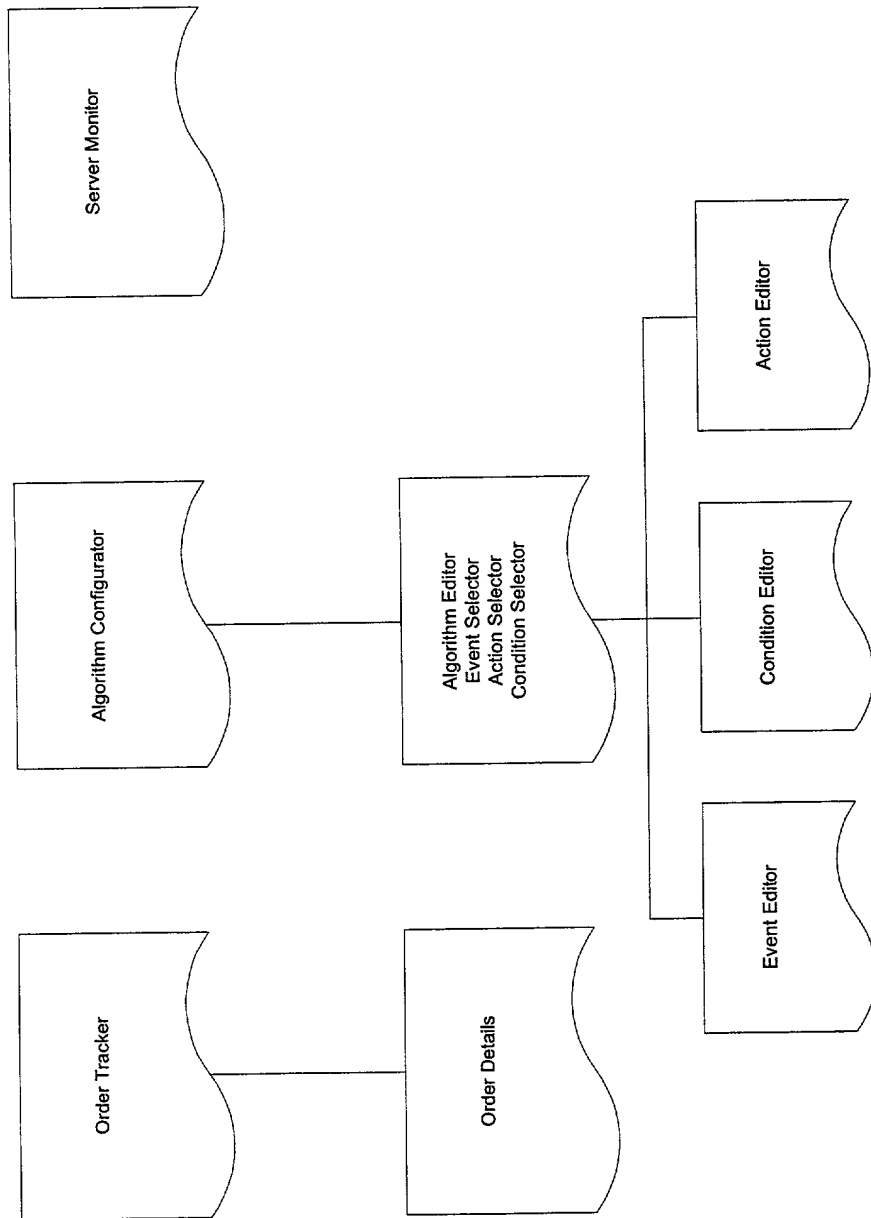 Order Tracker
Algorithm Configurator
Server Monitor
Order Details
Algorithm Editor
Event Selector
Action Selector
Condition Selector
Event Editor
Condition Editor
Action Editor